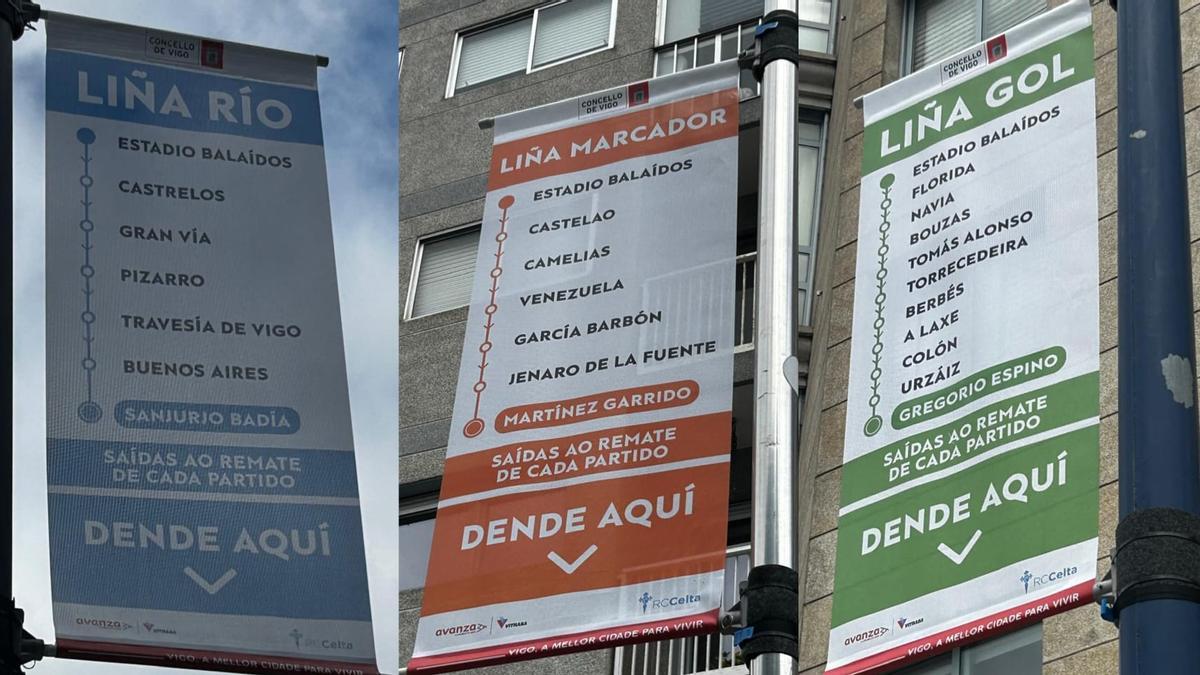 CONCELLO
DE VIGO
LIÑA RÍO
ESTADIO BALAÍDOS
CASTRELOS
GRAN VÍA
PIZARRO
TRAVESÍA DE VIGO
BUENOS AIRES
SANJURJO BADÍA
SAÍDAS AO REMATE
DE CADA PARTIDO
DENDE AQUÍ
avanza
VITRASA
RCCelta
VIGO, A MELLOR CIDADE PARA VIVIR
CONCELLO
DE VIGO
LIÑA MARCADOR
ESTADIO BALAÍDOS
CASTELAO
CAMELIAS
VENEZUELA
GARCÍA BARBÓN
JENARO DE LA FUENTE
MARTÍNEZ GARRIDO
SAÍDAS AO REMATE
DE CADA PARTIDO
DENDE AQUÍ
avanza
VITRASA
RCCelta
VIGO, A MELLOR CIDADE PARA VIVIR
CONCELLO
DE VIGO
LIÑA GOL
ESTADIO BALAÍDOS
FLORIDA
NAVIA
BOUZAS
TOMÁS ALONSO
TORRECEDEIRA
BERBÉS
A LAXE
COLÓN
URZÁIZ
GREGORIO ESPINO
SAÍDAS AO REMATE
DE CADA PARTIDO
DENDE AQUÍ
avanza
VITRASA
RCCelta
VIGO, A MELLOR CIDADE PARA VIVIR